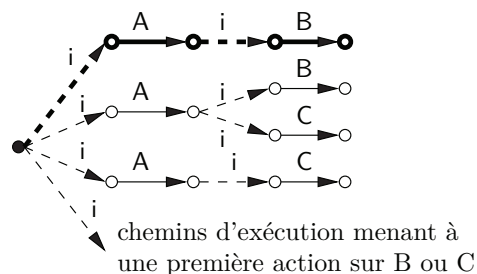 A i B
i
B
A i
i
C
i
A i C
i
i
chemins d'exécution menant à
une première action sur B ou C